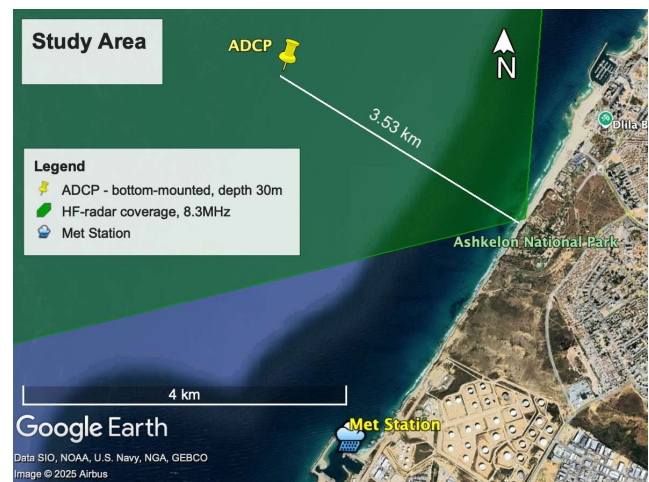 Study Area
ADCP
N
3.53 km
Dlila B
Legend
ADCP - bottom-mounted, depth 30m
HF-radar coverage, 8.3MHz
Met Station
Ashkelon National Park
4 km
Google Earth
Met Station
Data SIO, NOAA, U.S. Navy, NGA, GEBCO
Image © 2025 Airbus